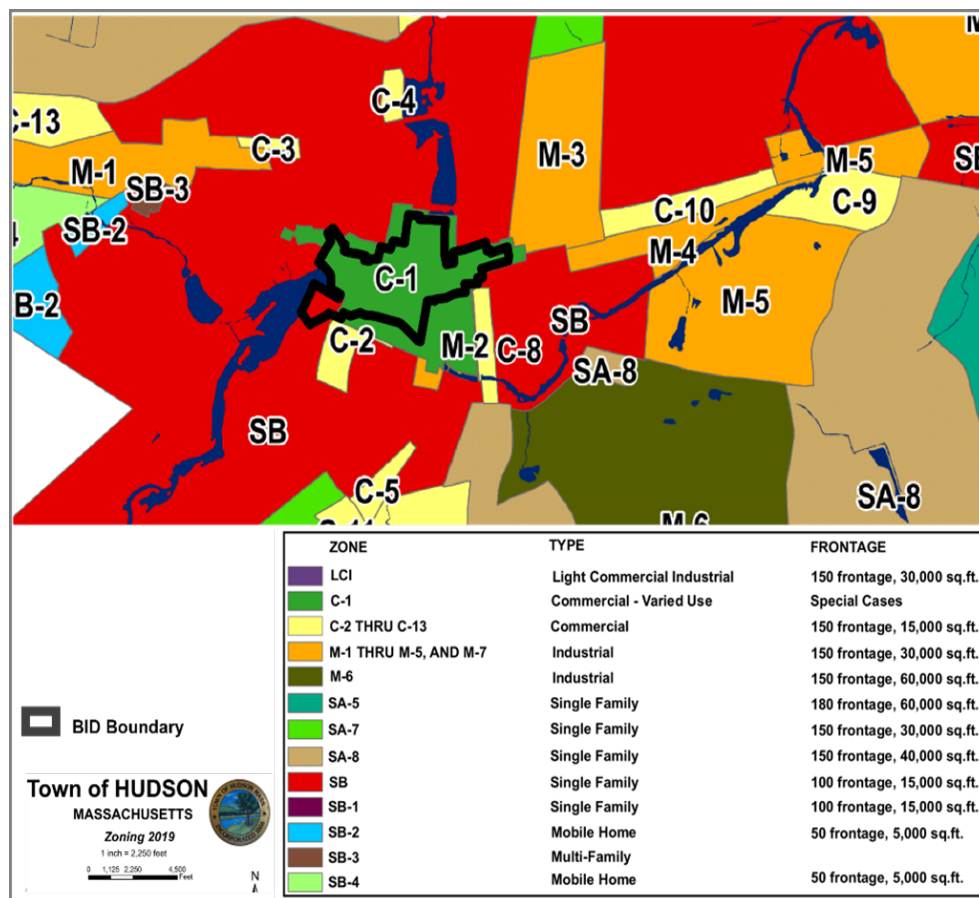 C-4
C-13
C-3
M-3
M-5
M-1
SB-3
C-10
C-9
SB-2
M-4
C-1
B-2
M-5
SB
C-2
M-2
C-8
SA-8
SB
C-5
SA-8
M-6
ZONE TYPE FRONTAGE
LCI Light Commercial Industrial 150 frontage, 30,000 sq.ft.
C-1 Commercial - Varied Use Special Cases
C-2 THRU C-13 Commercial 150 frontage, 15,000 sq.ft.
M-1 THRU M-5, AND M-7 Industrial 150 frontage, 30,000 sq.ft.
M-6 Industrial 150 frontage, 60,000 sq.ft.
SA-5 Single Family 180 frontage, 60,000 sq.ft.
SA-7 Single Family 150 frontage, 30,000 sq.ft.
SA-8 Single Family 150 frontage, 40,000 sq.ft.
SB Single Family 100 frontage, 15,000 sq.ft.
SB-1 Single Family 100 frontage, 15,000 sq.ft.
SB-2 Mobile Home 50 frontage, 5,000 sq.ft.
SB-3 Multi-Family
SB-4 Mobile Home 50 frontage, 5,000 sq.ft.
BID Boundary
Town of HUDSON
MASSACHUSETTS
Zoning 2019
1 inch = 2,250 feet
0 1,125 2,250 4,500
Feet
N